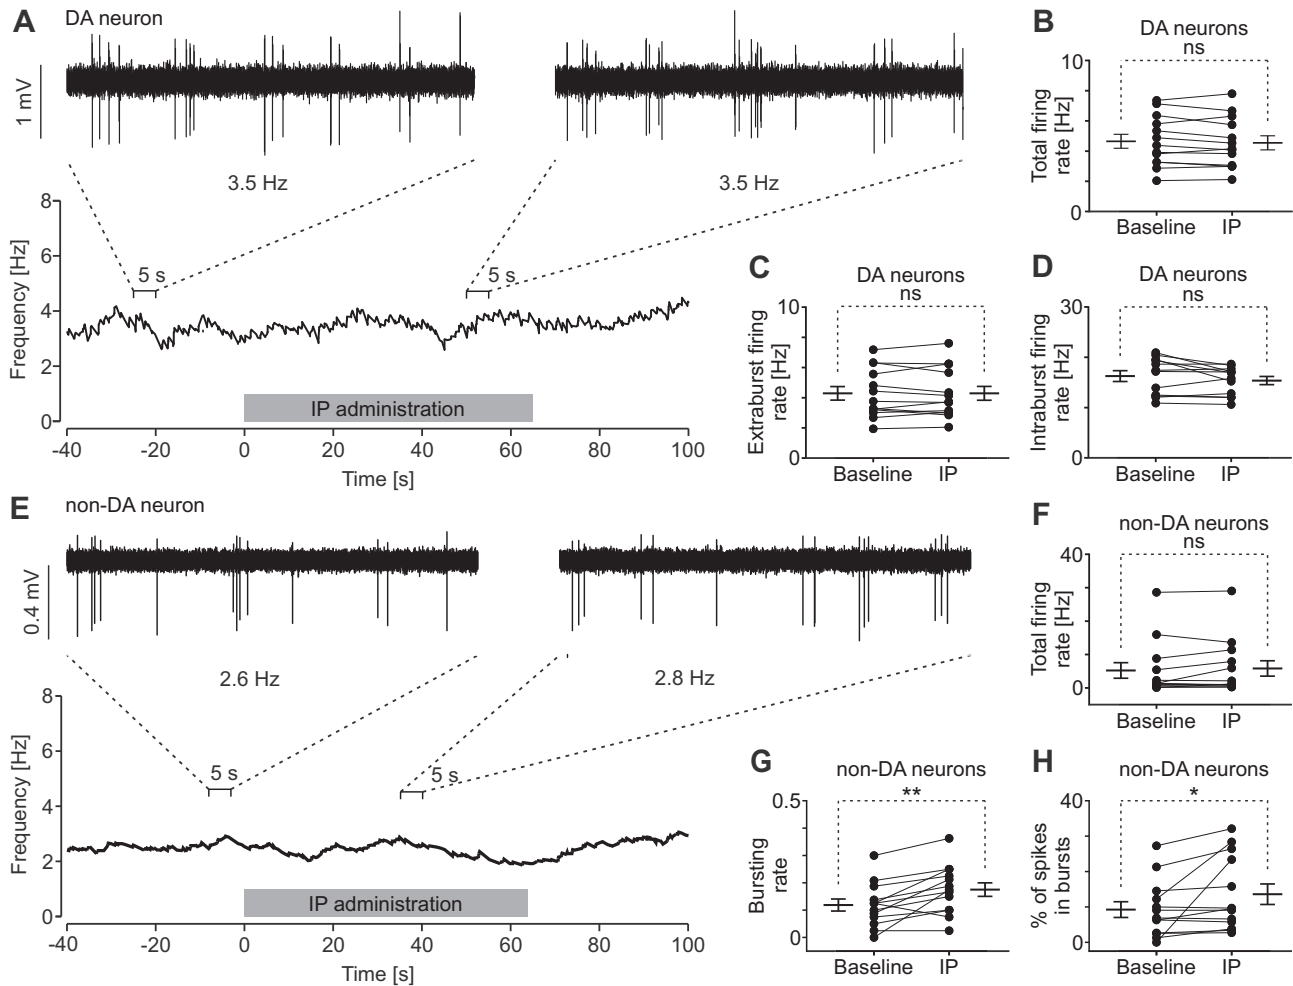 A
DA neuron
1 mV
3.5 Hz
3.5 Hz
Frequency [Hz]
8
6
4
2
0
5 s
5 s
IP administration
-40
-20
0
20
40
60
80
100
Time [s]
B
DA neurons
ns
Total firing
rate [Hz]
10
0
Baseline
IP
C
DA neurons
ns
Extraburst firing
rate [Hz]
10
0
Baseline
IP
D
DA neurons
ns
Intraburst firing
rate [Hz]
30
0
Baseline
IP
E
non-DA neuron
0.4 mV
2.6 Hz
2.8 Hz
Frequency [Hz]
8
6
4
2
0
5 s
5 s
IP administration
-40
-20
0
20
40
60
80
100
Time [s]
F
non-DA neurons
ns
Total firing
rate [Hz]
40
0
Baseline
IP
G
non-DA neurons
**
Bursting
rate
0.5
0
Baseline
IP
H
non-DA neurons
*
% of spikes
in bursts
40
0
Baseline
IP